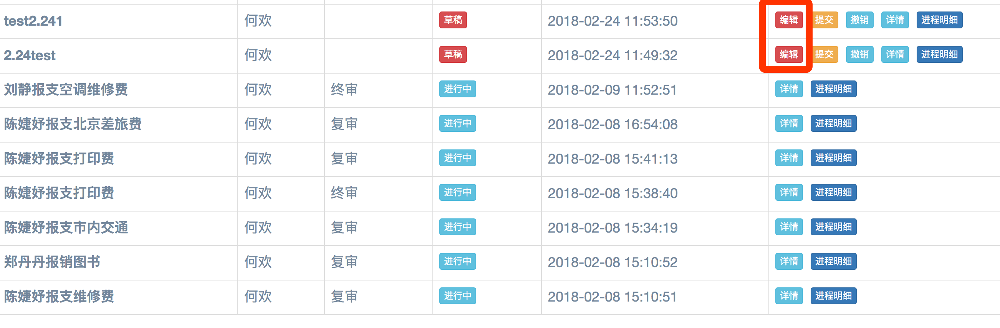 test2.241 何欢 草稿 2018-02-24 11:53:50 编辑 提交 撤销 详情 进程明细
2.24test 何欢 草稿 2018-02-24 11:49:32 编辑 提交 撤销 详情 进程明细
刘静报支空调维修费 何欢 终审 进行中 2018-02-09 11:52:51 详情 进程明细
陈婕妤报支北京差旅费 何欢 复审 进行中 2018-02-08 16:54:08 详情 进程明细
陈婕妤报支打印费 何欢 复审 进行中 2018-02-08 15:41:13 详情 进程明细
陈婕妤报支打印费 何欢 终审 进行中 2018-02-08 15:38:40 详情 进程明细
陈婕妤报支市内交通 何欢 复审 进行中 2018-02-08 15:34:19 详情 进程明细
郑丹丹报销图书 何欢 复审 进行中 2018-02-08 15:10:52 详情 进程明细
陈婕妤报支维修费 何欢 复审 进行中 2018-02-08 15:10:51 详情 进程明细